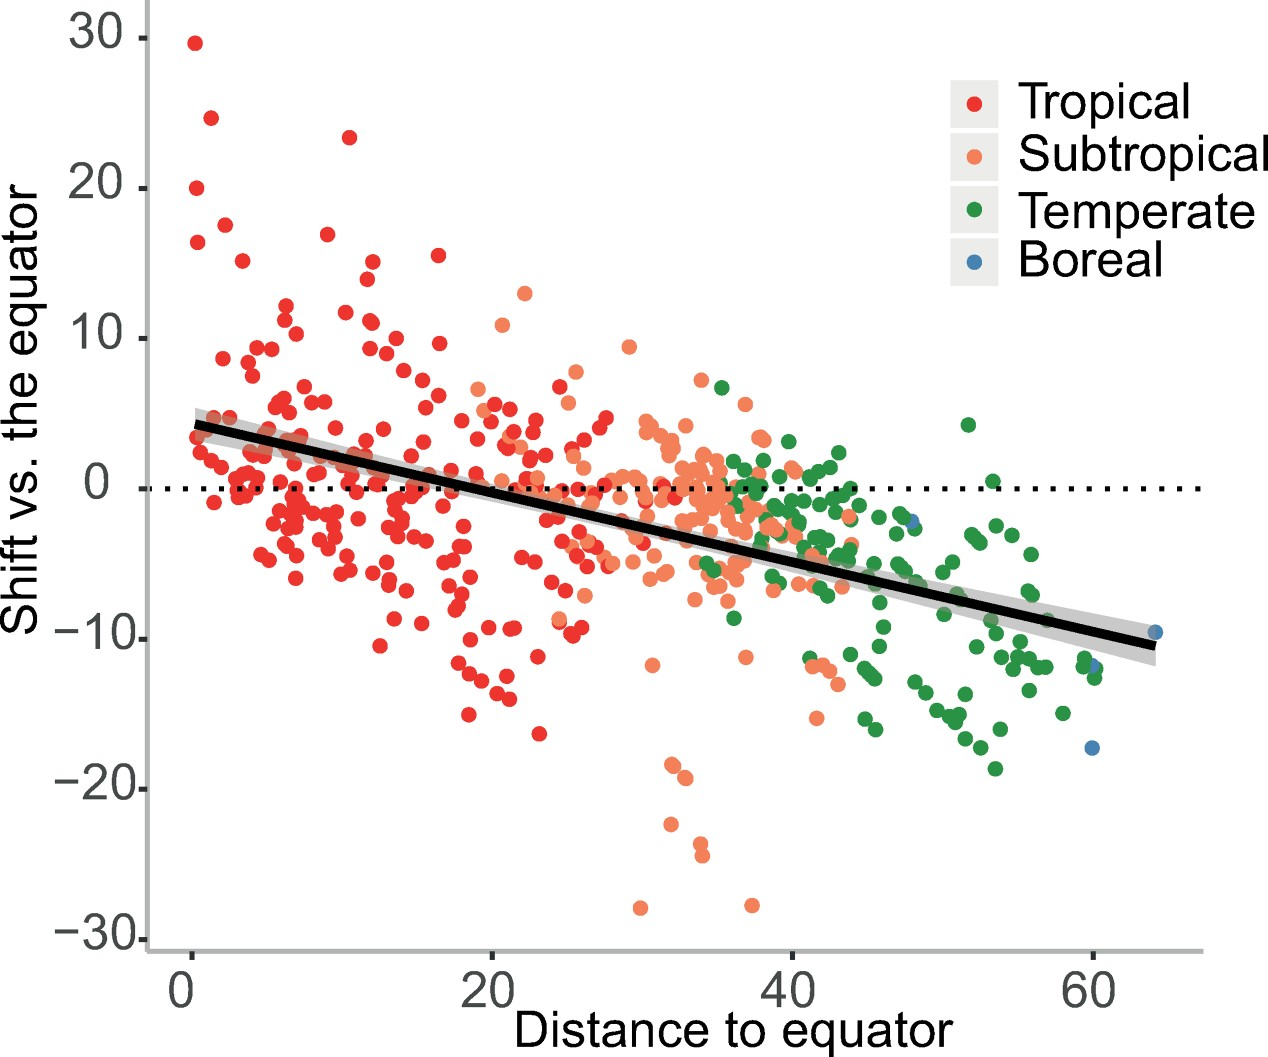 Shift vs. the equator
30
20
10
0
−10
−20
−30
Tropical
Subtropical
Temperate
Boreal
0 20 40 60
Distance to equator